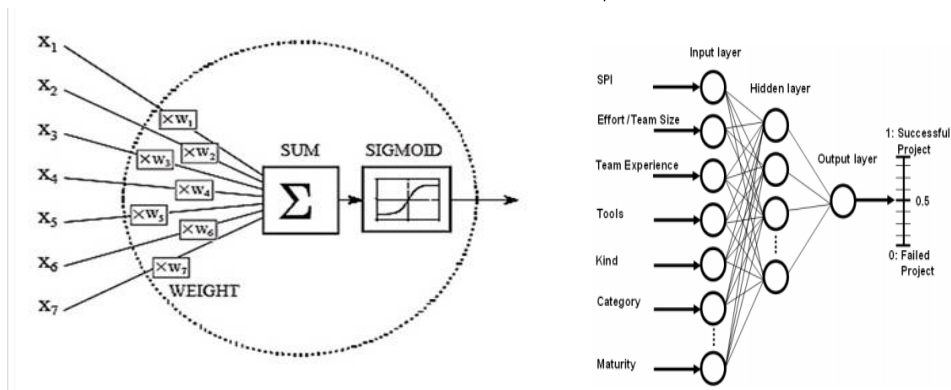 X1
X2
X3
X4
X5
X6
X7
×W1
×W2
×W3
×W4
×W5
×W6
×W7
WEIGHT
SUM
Σ
SIGMOID
Input layer
Hidden layer
Output layer
SPI
Effort/Team Size
Team Experience
Tools
Kind
Category
Maturity
1: Successful
Project
0.5
0: Failed
Project